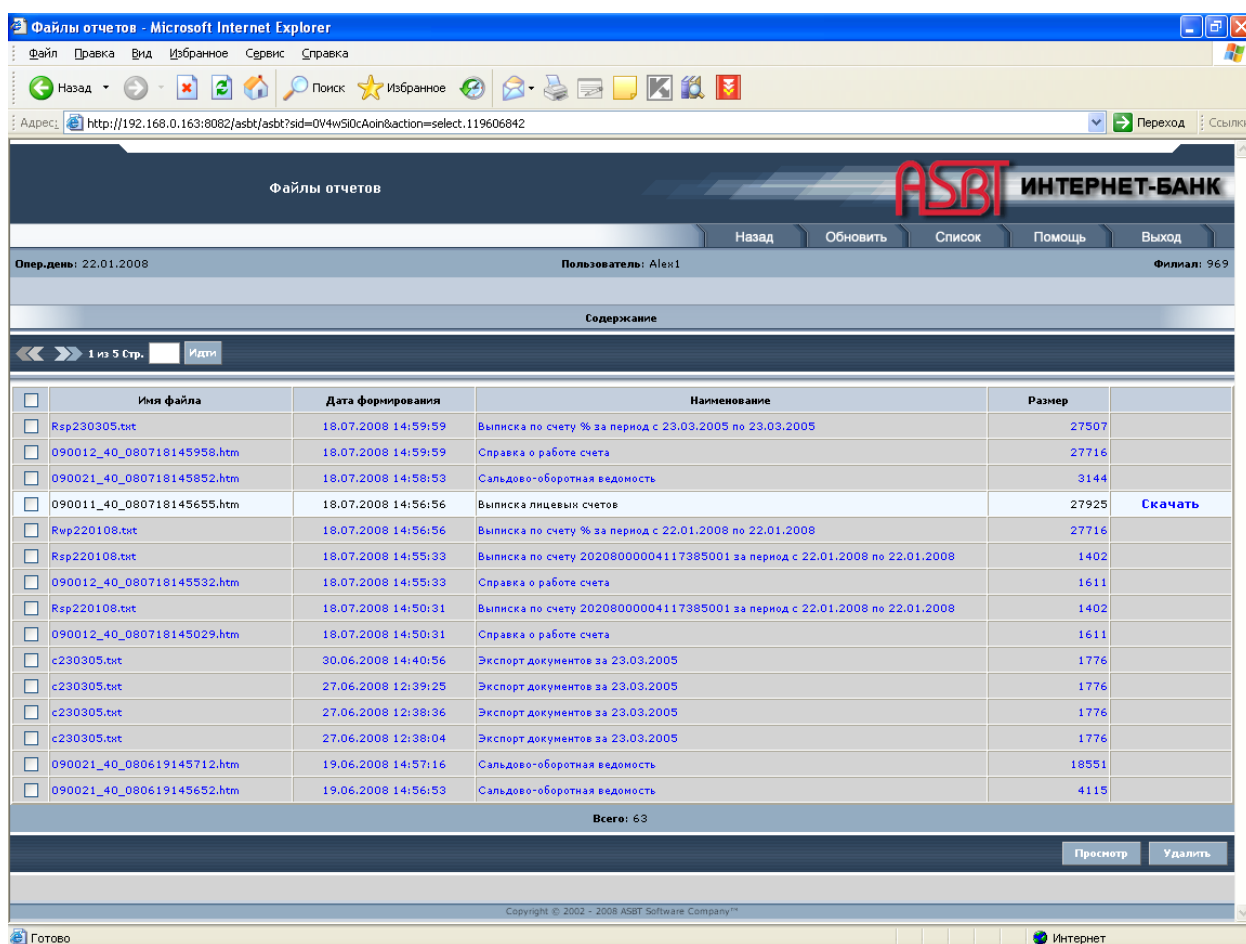 Файлы отчетов - Microsoft Internet Explorer
Файл Правка Вид Избранное Сервис Справка
Назад Поиск Избранное
Адрес: http://192.168.0.163:8082/asbt/asbt?sid=0V4wSi0cAoin&action=select.119606842 Переход Ссылки
Файлы отчетов ASBT ИНТЕРНЕТ-БАНК
Назад Обновить Список Помощь Выход
Опер.день: 22.01.2008 Пользователь: Alex1 Филиал: 969
Содержание
1 из 5 Стр. Идти
Имя файла Дата формирования Наименование Размер
Rsp230305.txt 18.07.2008 14:59:59 Выписка по счету % за период с 23.03.2005 по 23.03.2005 27507
090012_40_080718145958.htm 18.07.2008 14:59:59 Справка о работе счета 27716
090021_40_080718145852.htm 18.07.2008 14:58:53 Сальдово-оборотная ведомость 3144
090011_40_080718145655.htm 18.07.2008 14:56:56 Выписка лицевых счетов 27925 Скачать
Rwp220108.txt 18.07.2008 14:56:56 Выписка по счету % за период с 22.01.2008 по 22.01.2008 27716
Rsp220108.txt 18.07.2008 14:55:33 Выписка по счету 20208000004117385001 за период с 22.01.2008 по 22.01.2008 1402
090012_40_080718145532.htm 18.07.2008 14:55:33 Справка о работе счета 1611
Rsp220108.txt 18.07.2008 14:50:31 Выписка по счету 20208000004117385001 за период с 22.01.2008 по 22.01.2008 1402
090012_40_080718145029.htm 18.07.2008 14:50:31 Справка о работе счета 1611
c230305.txt 30.06.2008 14:40:56 Экспорт документов за 23.03.2005 1776
c230305.txt 27.06.2008 12:39:25 Экспорт документов за 23.03.2005 1776
c230305.txt 27.06.2008 12:38:36 Экспорт документов за 23.03.2005 1776
c230305.txt 27.06.2008 12:38:04 Экспорт документов за 23.03.2005 1776
090021_40_080619145712.htm 19.06.2008 14:57:16 Сальдово-оборотная ведомость 18551
090021_40_080619145652.htm 19.06.2008 14:56:53 Сальдово-оборотная ведомость 4115
Всего: 63
Просмотр Удалить
Copyright © 2002 - 2008 ASBT Software Company™
Готово Интернет